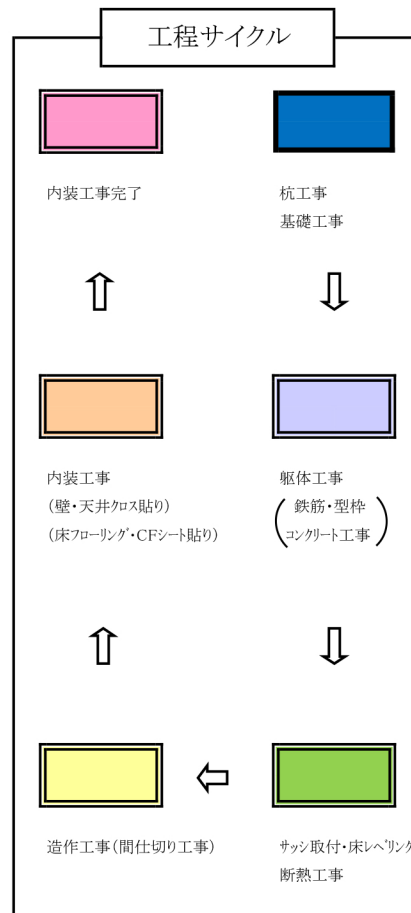 工程サイクル
内装工事完了
杭工事
基礎工事
内装工事
(壁・天井クロス貼り)
(床フローリング・CFシート貼り)
躯体工事
(鉄筋・型枠
コンクリート工事)
造作工事(間仕切り工事)
サッシ取付・床レベリング
断熱工事